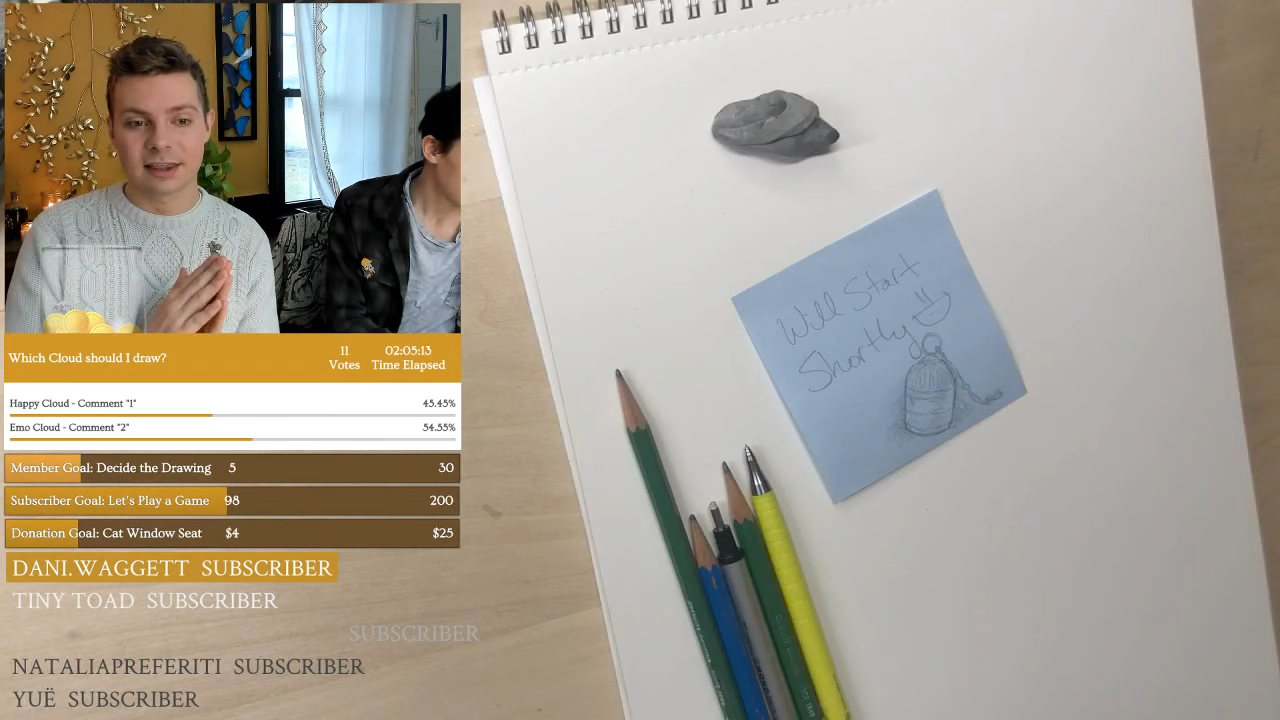 Which Cloud should I draw?
11
Votes
02:05:13
Time Elapsed
Happy Cloud - Comment "1"
45.45%
Emo Cloud - Comment "2"
54.55%
Member Goal: Decide the Drawing 5 30
Subscriber Goal: Let's Play a Game 98 200
Donation Goal: Cat Window Seat $4 $25
DANI.WAGGETT SUBSCRIBER
TINY TOAD SUBSCRIBER
SUBSCRIBER
NATALIAPREFERITI SUBSCRIBER
YUË SUBSCRIBER
Will Start
Shortly